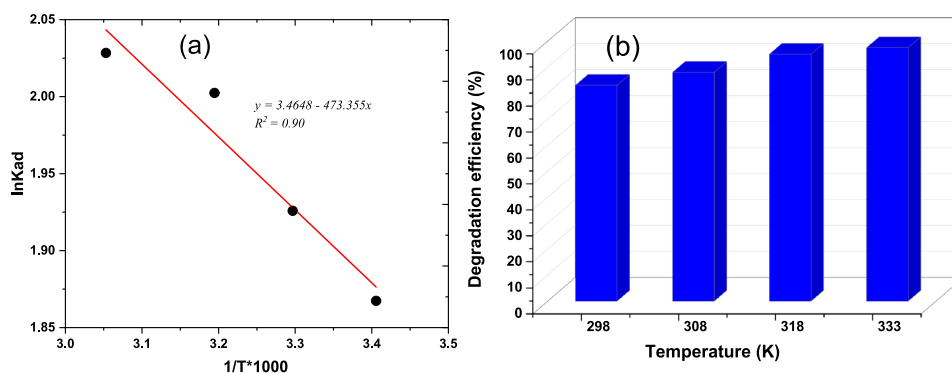 (a)
y = 3.4648 - 473.355x
R² = 0.90
2.05
2.00
1.95
1.90
1.85
lnKad
3.0 3.1 3.2 3.3 3.4 3.5
1/T*1000
(b)
100
90
80
70
60
50
40
30
20
10
0
Degradation efficiency (%)
298 308 318 333
Temperature (K)